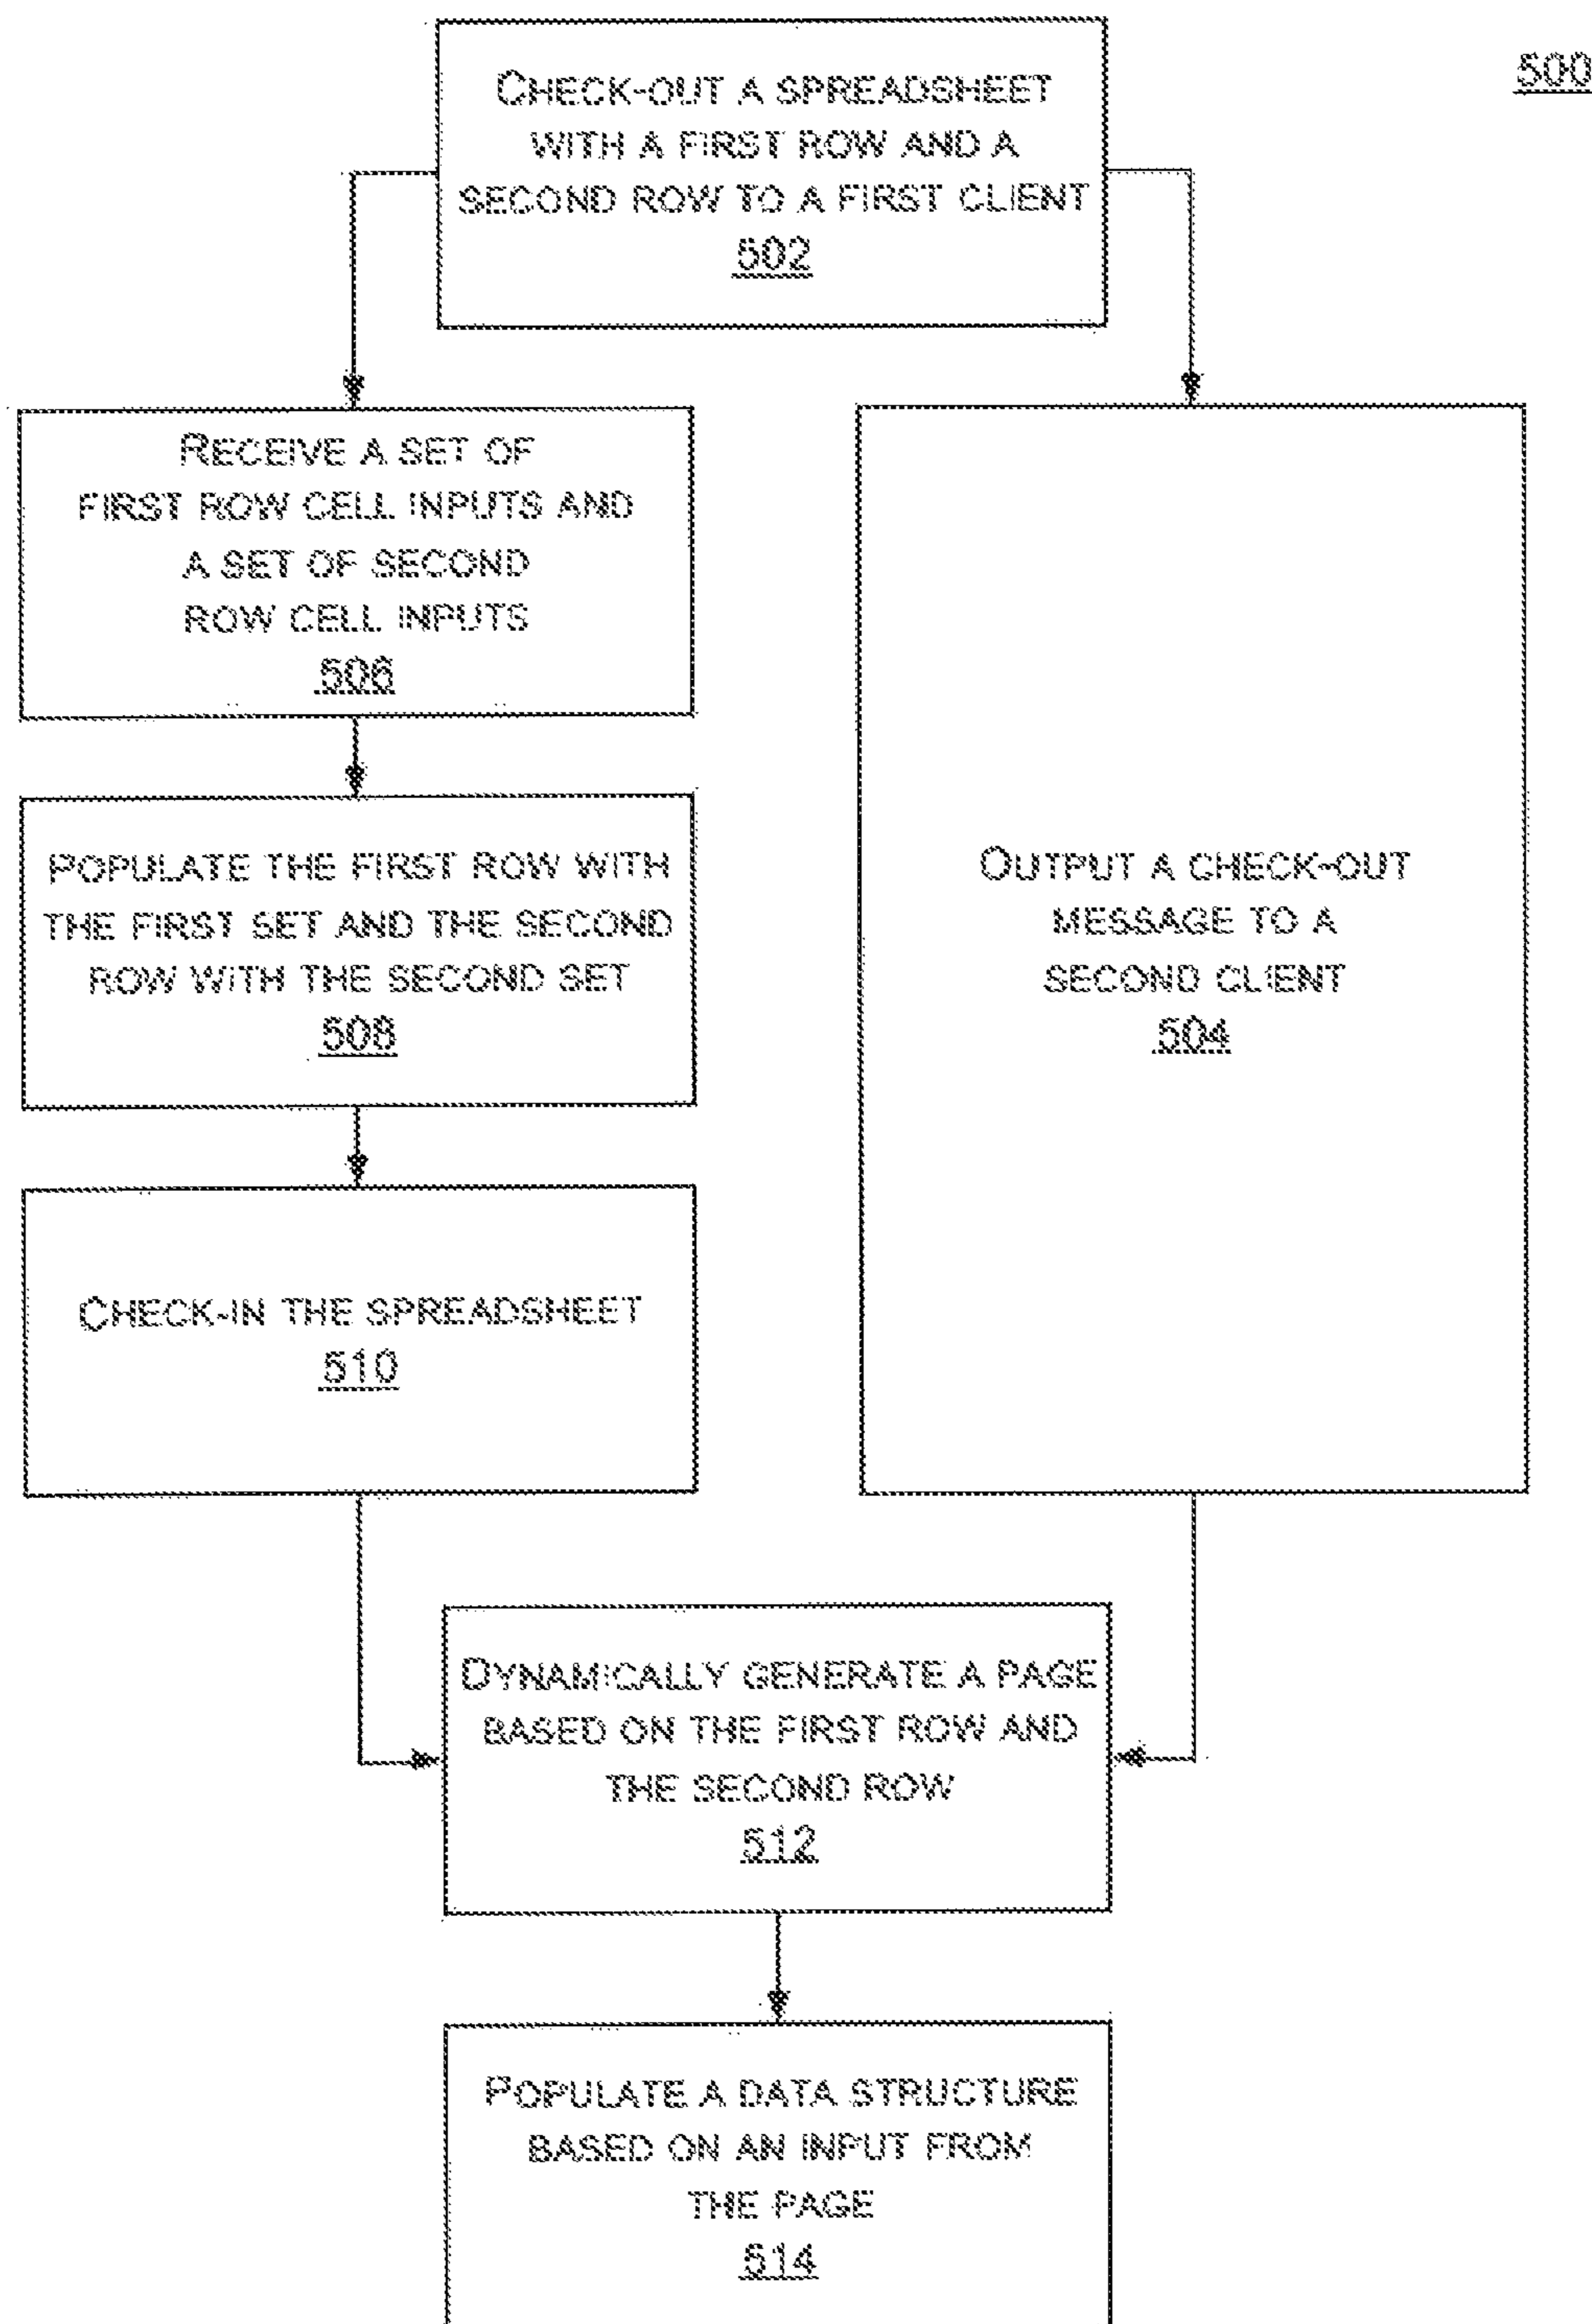 500
CHECK-OUT A SPREADSHEET
WITH A FIRST ROW AND A
SECOND ROW TO A FIRST CLIENT
502
RECEIVE A SET OF
FIRST ROW CELL INPUTS AND
A SET OF SECOND
ROW CELL INPUTS
506
POPULATE THE FIRST ROW WITH
THE FIRST SET AND THE SECOND
ROW WITH THE SECOND SET
508
CHECK-IN THE SPREADSHEET
510
OUTPUT A CHECK-OUT
MESSAGE TO A
SECOND CLIENT
504
DYNAMICALLY GENERATE A PAGE
BASED ON THE FIRST ROW AND
THE SECOND ROW
512
POPULATE A DATA STRUCTURE
BASED ON AN INPUT FROM
THE PAGE
514